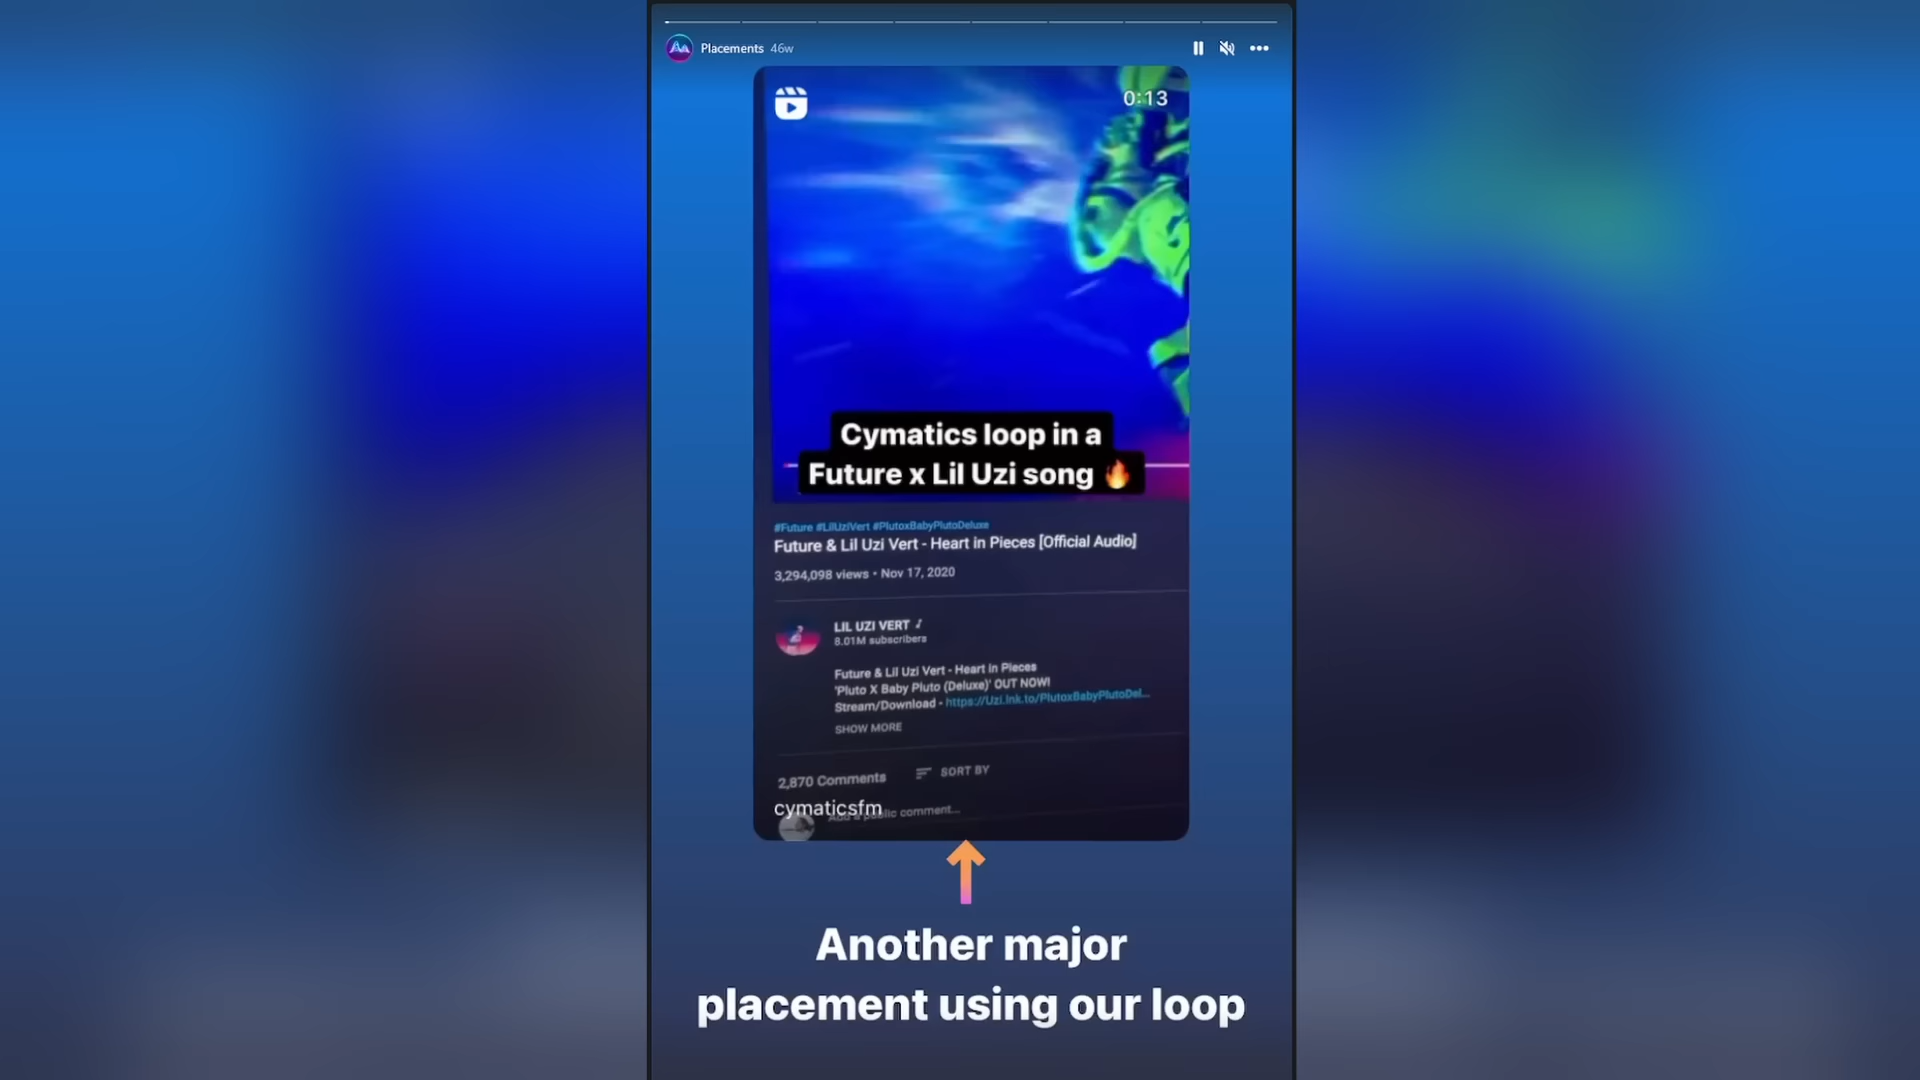 Placements 46w
0:13
Cymatics loop in a
Future x Lil Uzi song 🔥
#Future #LilUziVert #PlutoxBabyPlutoDeluxe
Future & Lil Uzi Vert - Heart in Pieces [Official Audio]
3,294,098 views • Nov 17, 2020
LIL UZI VERT ♪
8.01M subscribers
Future & Lil Uzi Vert - Heart in Pieces
'Pluto X Baby Pluto (Deluxe)' OUT NOW!
Stream/Download - https://Uzi.lnk.to/PlutoxBabyPlutoDel...
SHOW MORE
2,870 Comments SORT BY
cymaticsfm
Add a public comment...
Another major
placement using our loop